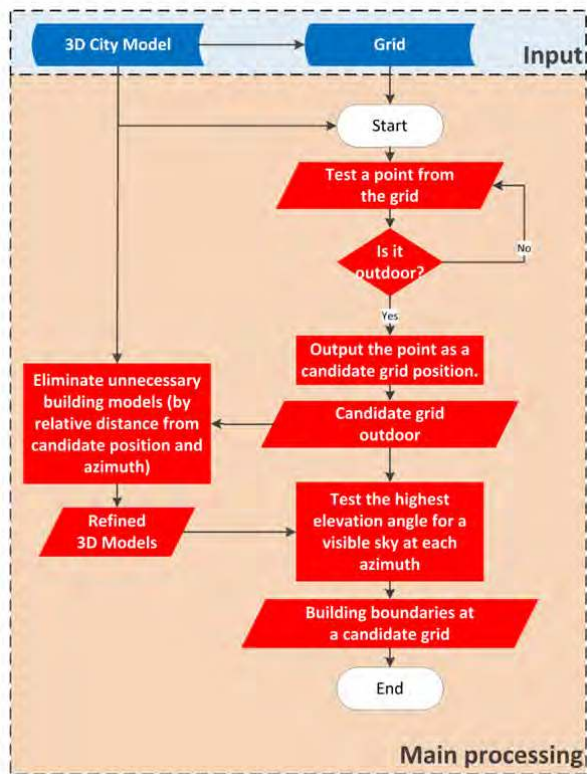 3D City Model
Grid
Input
Start
Test a point from
the grid
No
Is it
outdoor?
Yes
Output the point as a
candidate grid position.
Eliminate unnecessary
building models (by
relative distance from
candidate position and
azimuth)
Candidate grid
outdoor
Refined
3D Models
Test the highest
elevation angle for a
visible sky at each
azimuth
Building boundaries at
a candidate grid
End
Main processing